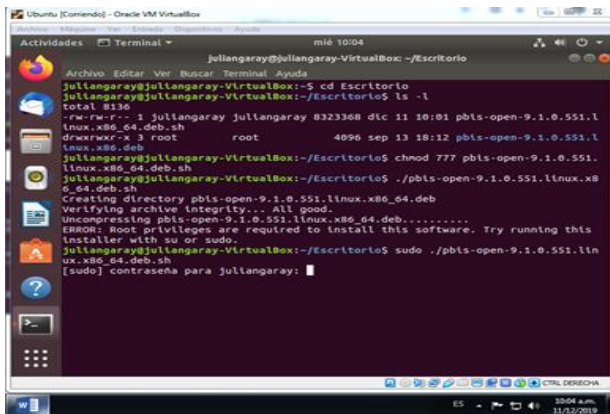 Ubuntu [Corriendo] - Oracle VM VirtualBox
Archivo Máquina Ver Entrada Dispositivos Ayuda
Actividades Terminal mié 10:04
juliangaray@juliangaray-VirtualBox: ~/Escritorio
Archivo Editar Ver Buscar Terminal Ayuda
juliangaray@juliangaray-VirtualBox:~$ cd Escritorio
juliangaray@juliangaray-VirtualBox:~/Escritorio$ ls -l
total 8136
-rw-rw-r-- 1 juliangaray juliangaray 8323368 dic 11 10:01 pbis-open-9.1.0.551.l
inux.x86_64.deb.sh
drwxrwxr-x 3 root root 4096 sep 13 18:12 pbis-open-9.1.0.551.l
inux.x86.deb
juliangaray@juliangaray-VirtualBox:~/Escritorio$ chmod 777 pbis-open-9.1.0.551.
linux.x86_64.deb.sh
juliangaray@juliangaray-VirtualBox:~/Escritorio$ ./pbis-open-9.1.0.551.linux.x8
6_64.deb.sh
Creating directory pbis-open-9.1.0.551.linux.x86_64.deb
Verifying archive integrity... All good.
Uncompressing pbis-open-9.1.0.551.linux.x86_64.deb..........
ERROR: Root privileges are required to install this software. Try running this
installer with su or sudo.
juliangaray@juliangaray-VirtualBox:~/Escritorio$ sudo ./pbis-open-9.1.0.551.lin
ux.x86_64.deb.sh
[sudo] contraseña para juliangaray:
CTRL DERECHA
ES 10:04 a.m.
11/12/2019